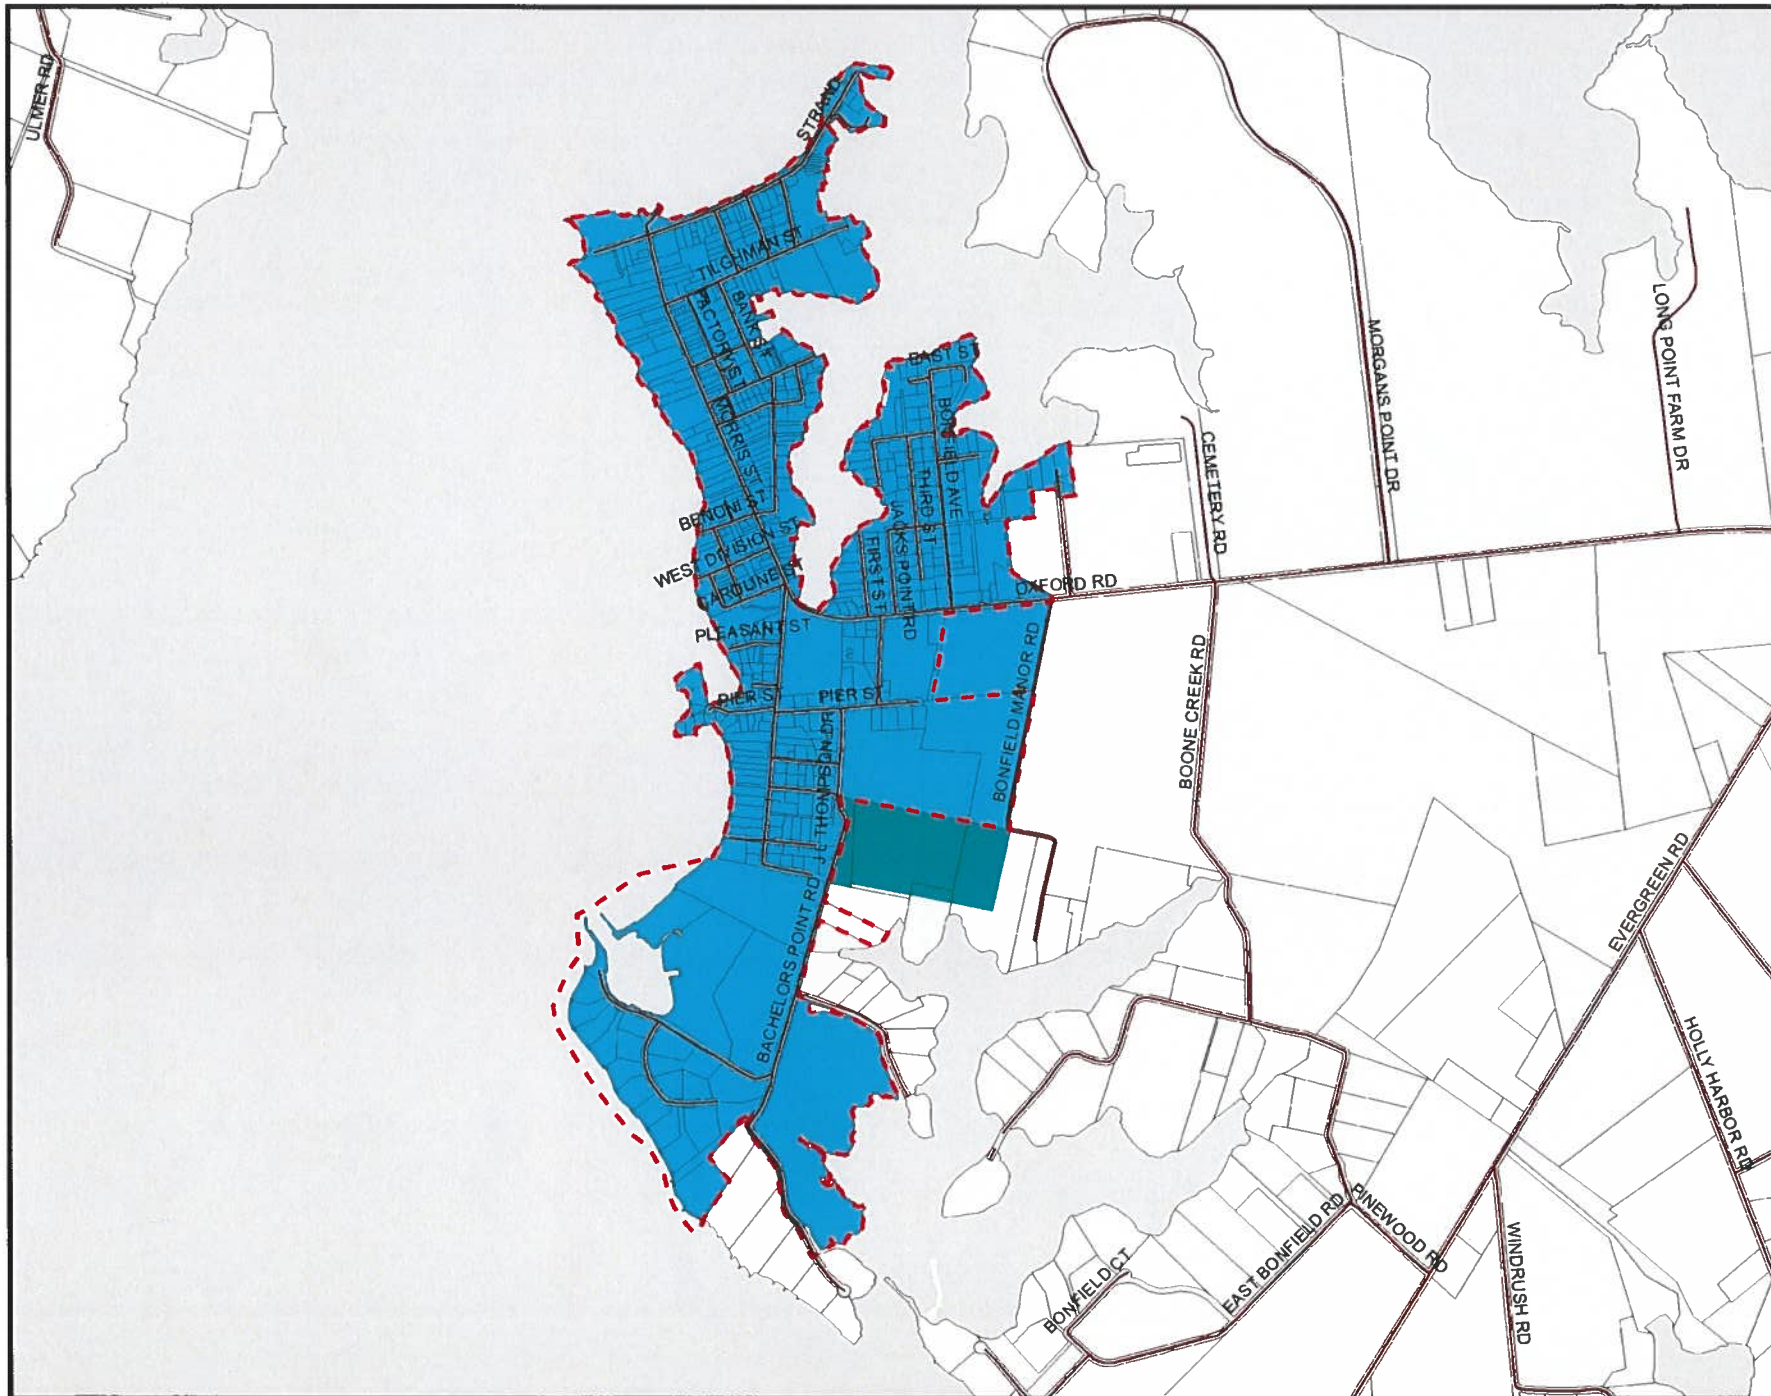 ULMER RD
STRAND
TILGHMAN ST
BANK ST
FACTORY ST
EAST ST
MORRIS ST
BONFIELD AVE
THIRD ST
JACKS POINT RD
FIRST ST
BENONI ST
WEST DIVISION ST
CAROLINE ST
PLEASANT ST
OXFORD RD
CEMETERY RD
MORGANS POINT DR
LONG POINT FARM DR
PIER ST
PIER ST
BONFIELD MANOR RD
BOONE CREEK RD
J L THOMPSON DR
BACHELORS POINT RD
EVERGREEN RD
HOLLY HARBOR RD
PINEWOOD RD
EAST BONFIELD RD
BONFIELD CT
WINDRUSH RD